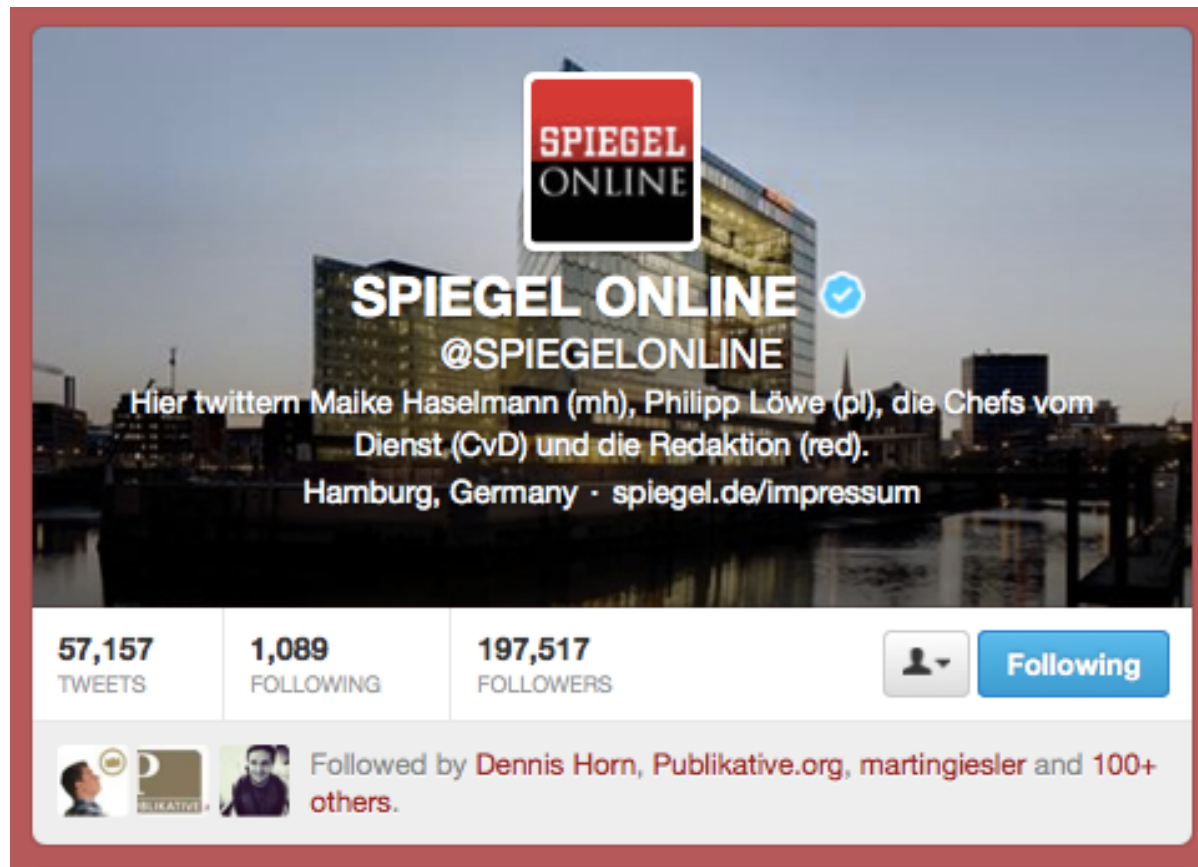 SPIEGEL
ONLINE
SPIEGEL ONLINE
@SPIEGELONLINE
Hier twittern Maike Haselmann (mh), Philipp Löwe (pl), die Chefs vom
Dienst (CvD) und die Redaktion (red).
Hamburg, Germany · spiegel.de/impressum
57,157 1,089 197,517
TWEETS FOLLOWING FOLLOWERS
Following
P
BLIKATIVE.
Followed by Dennis Horn, Publikative.org, martingiesler and 100+
others.